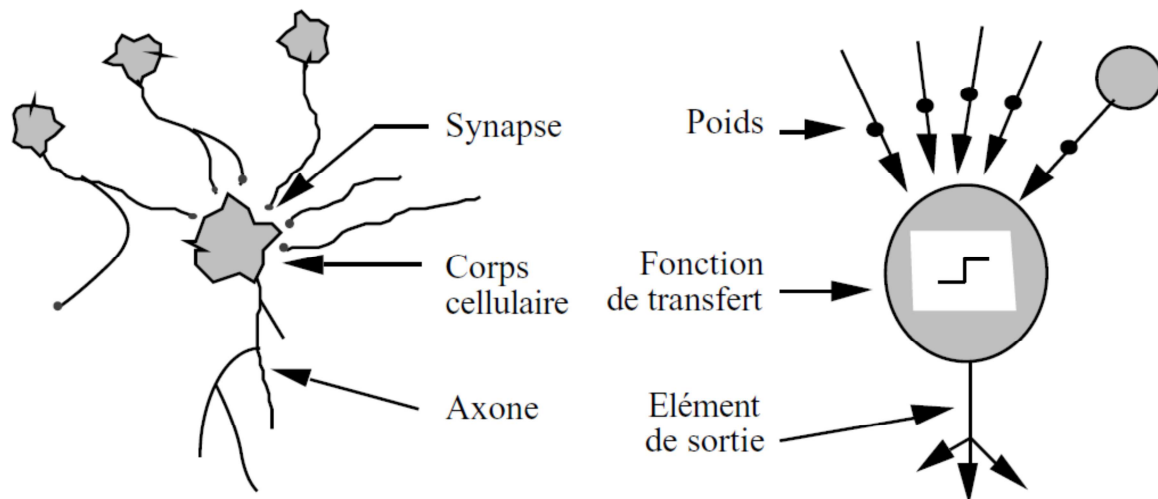 Synapse
Corps
cellulaire
Axone
Poids
Fonction
de transfert
Elément
de sortie